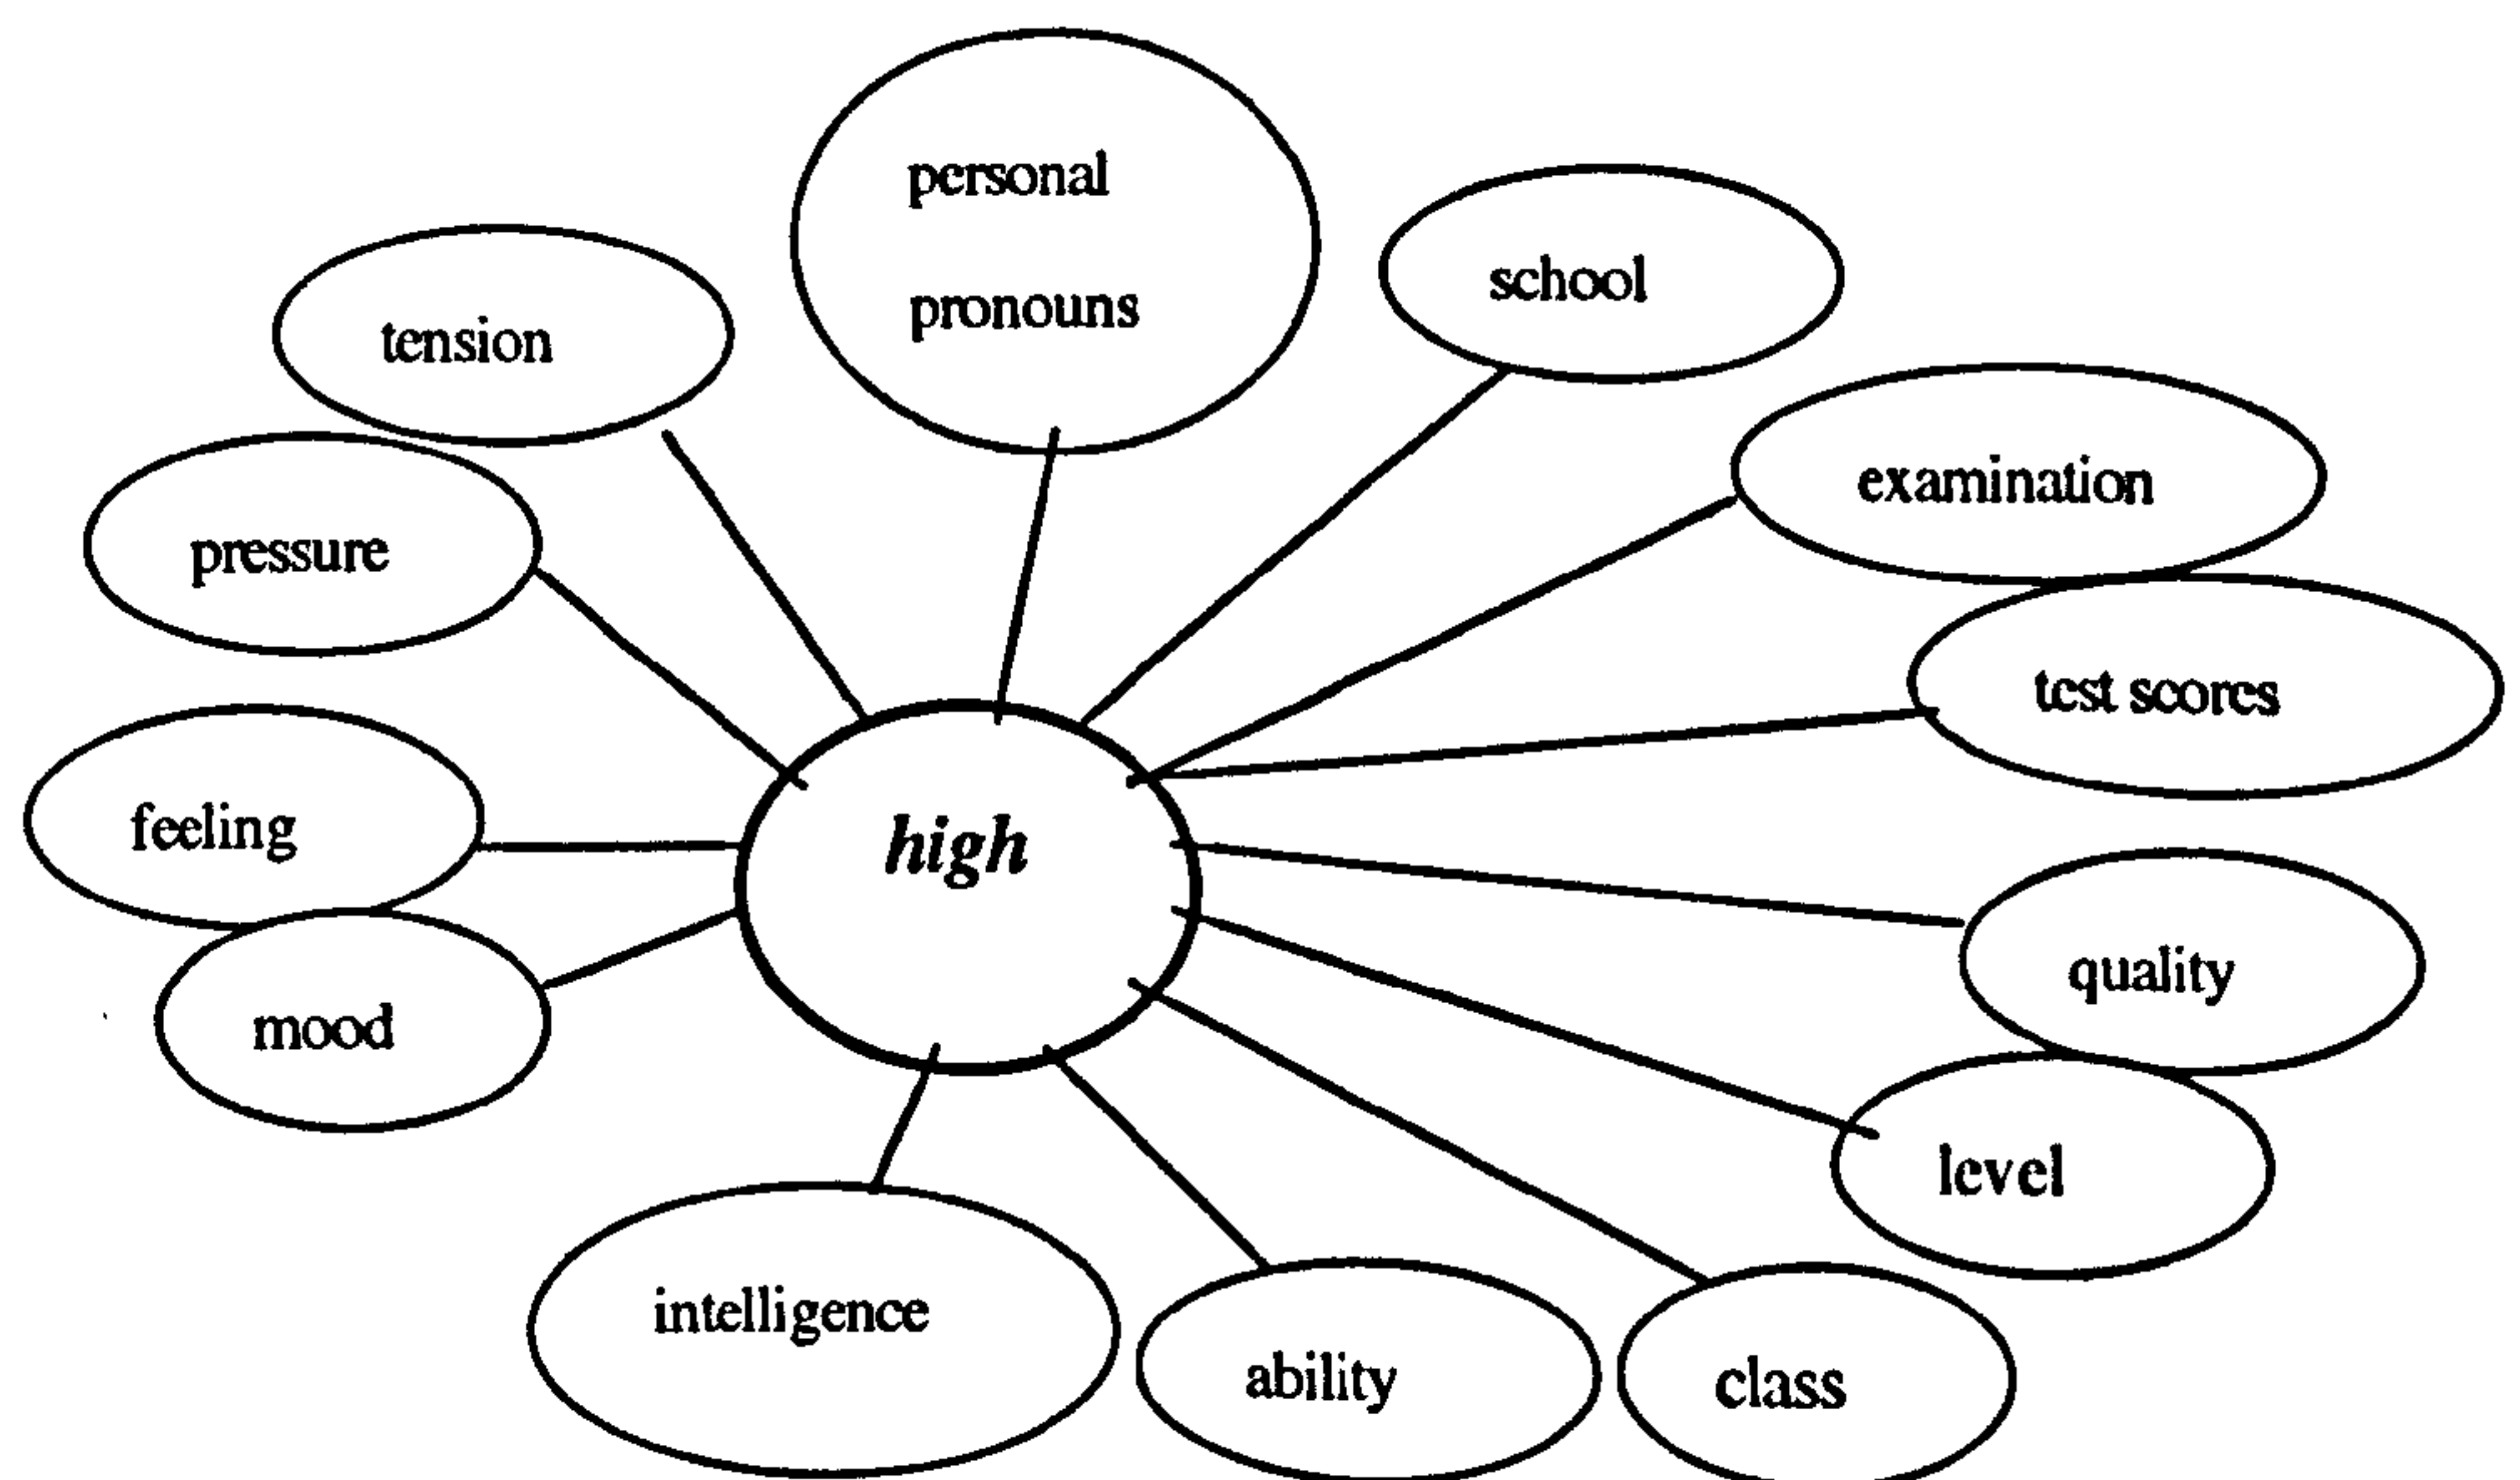 personal
pronouns
school
tension
examination
pressure
test scores
feeling
high
quality
mood
level
intelligence
ability
class